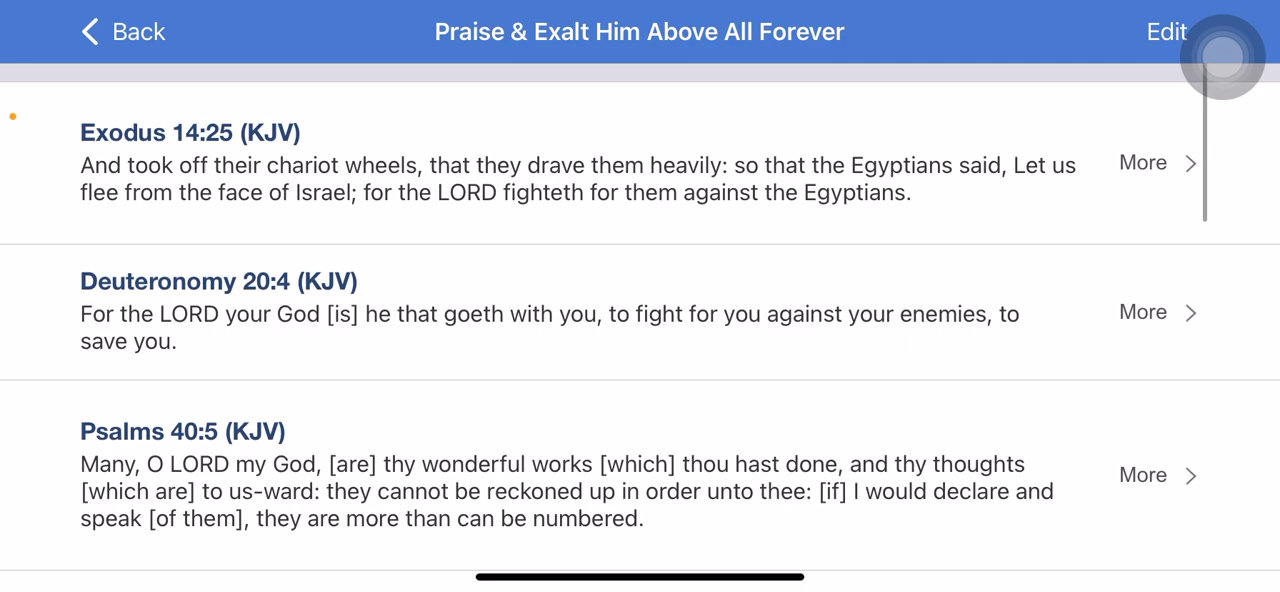 Back
Praise & Exalt Him Above All Forever
Edit
Exodus 14:25 (KJV)
And took off their chariot wheels, that they drave them heavily: so that the Egyptians said, Let us
flee from the face of Israel; for the LORD fighteth for them against the Egyptians.
More
Deuteronomy 20:4 (KJV)
For the LORD your God [is] he that goeth with you, to fight for you against your enemies, to
save you.
More
Psalms 40:5 (KJV)
Many, O LORD my God, [are] thy wonderful works [which] thou hast done, and thy thoughts
[which are] to us-ward: they cannot be reckoned up in order unto thee: [if] I would declare and
speak [of them], they are more than can be numbered.
More